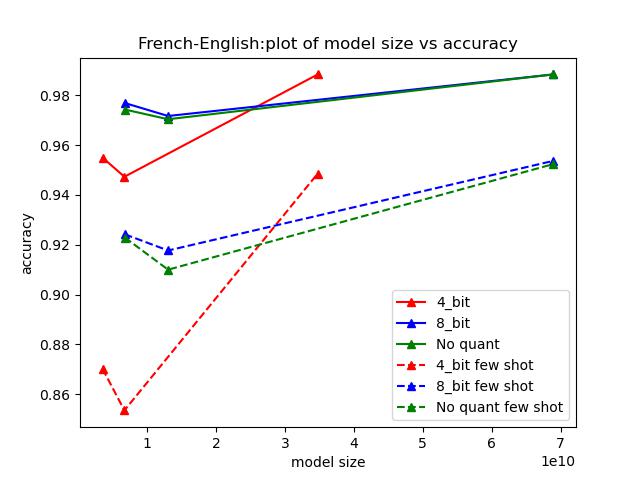 French-English:plot of model size vs accuracy
accuracy
0.98
0.96
0.94
0.92
0.90
0.88
0.86
4_bit
8_bit
No quant
4_bit few shot
8_bit few shot
No quant few shot
1 2 3 4 5 6 7
model size
1e10